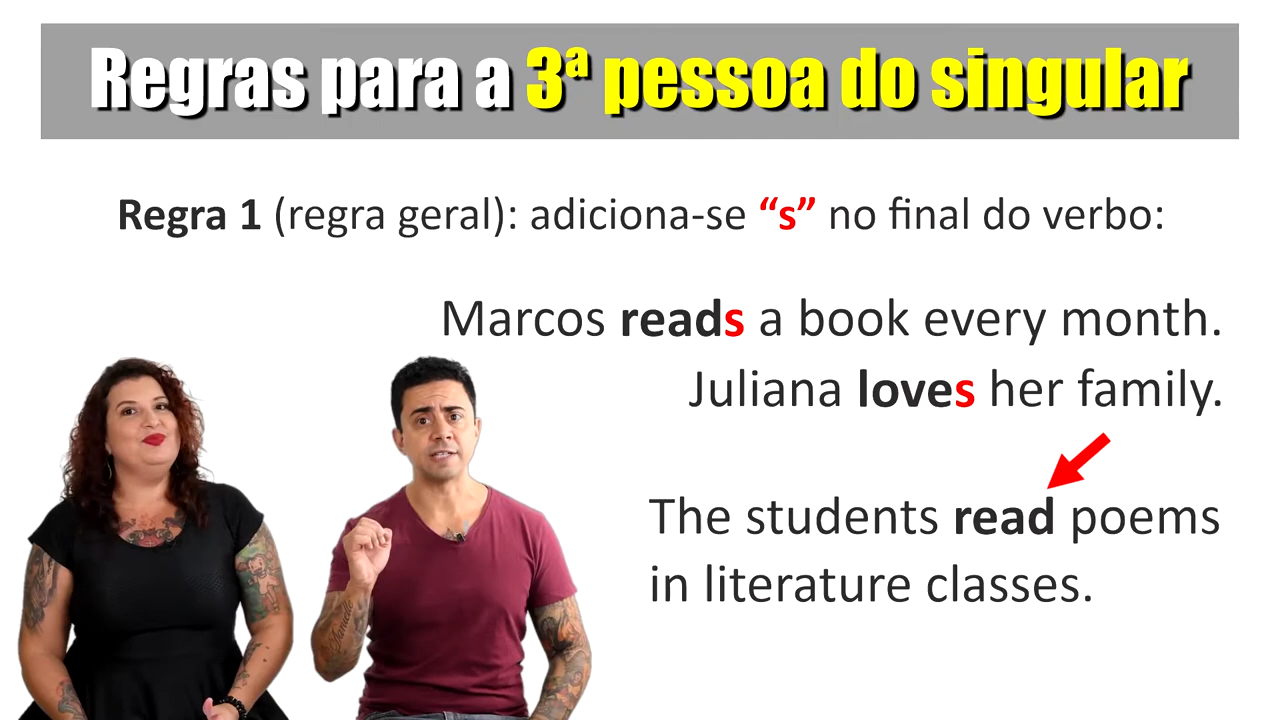 Regras para a 3ª pessoa do singular
Regra 1 (regra geral): adiciona-se “s” no final do verbo:
Marcos reads a book every month.
Juliana loves her family.
The students read poems
in literature classes.
Danielle